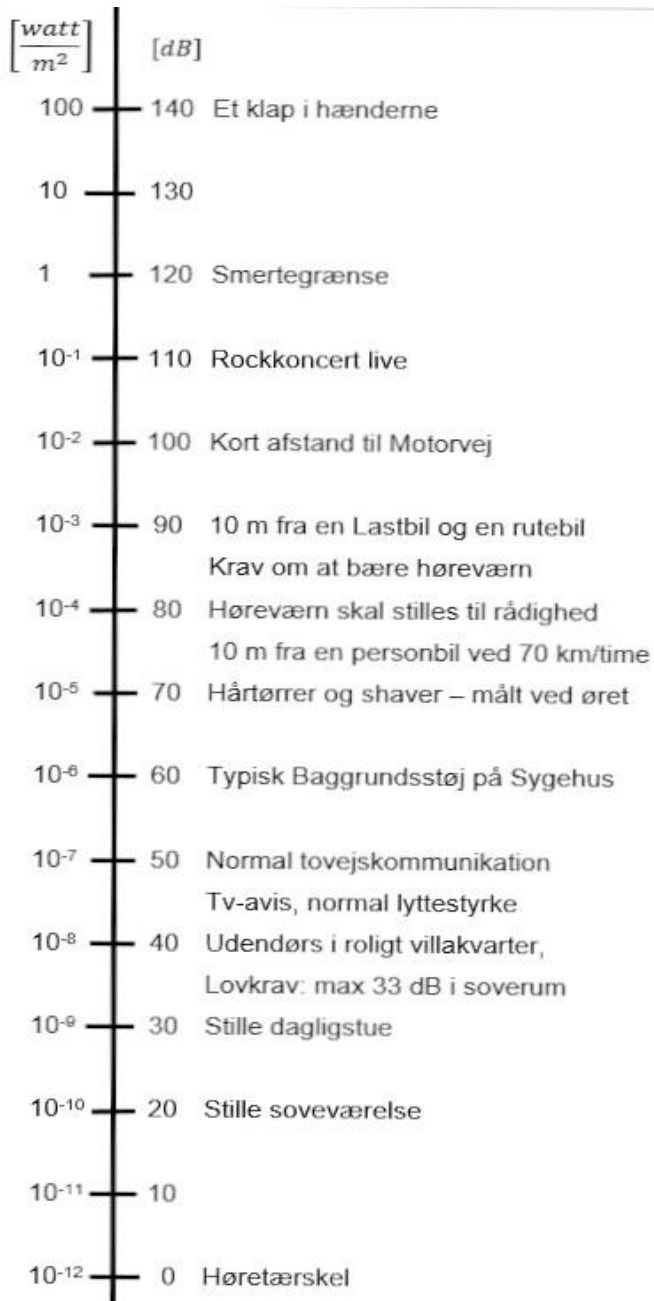 [watt/m²] [dB]
100 140 Et klap i hænderne
10 130
1 120 Smertegrænse
10⁻¹ 110 Rockkoncert live
10⁻² 100 Kort afstand til Motorvej
10⁻³ 90 10 m fra en Lastbil og en rutebil
Krav om at bære høreværn
10⁻⁴ 80 Høreværn skal stilles til rådighed
10 m fra en personbil ved 70 km/time
10⁻⁵ 70 Hårtørrer og shaver – målt ved øret
10⁻⁶ 60 Typisk Baggrundsstøj på Sygehus
10⁻⁷ 50 Normal tovejskommunikation
Tv-avis, normal lyttestyrke
10⁻⁸ 40 Udendørs i roligt villakvarter,
Lovkrav: max 33 dB i soverum
10⁻⁹ 30 Stille dagligstue
10⁻¹⁰ 20 Stille soveværelse
10⁻¹¹ 10
10⁻¹² 0 Høretærskel